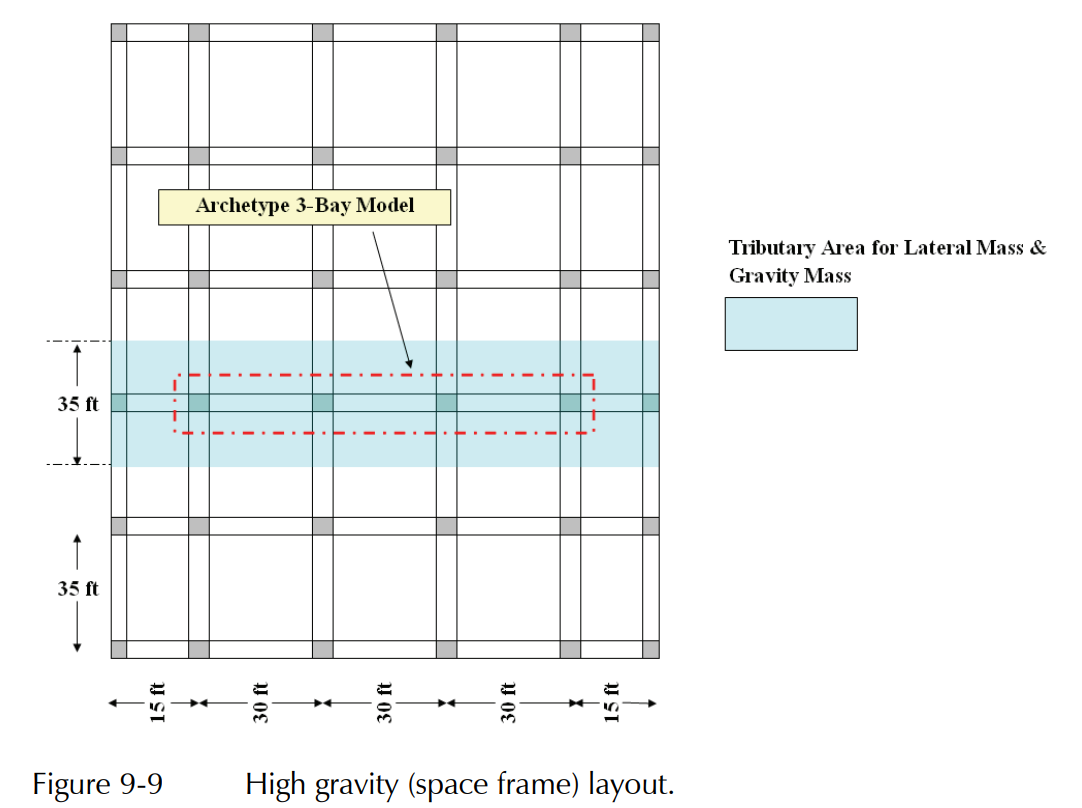 Archetype 3-Bay Model
Tributary Area for Lateral Mass &
Gravity Mass
35 ft
35 ft
15 ft
30 ft
30 ft
30 ft
15 ft
Figure 9-9 High gravity (space frame) layout.